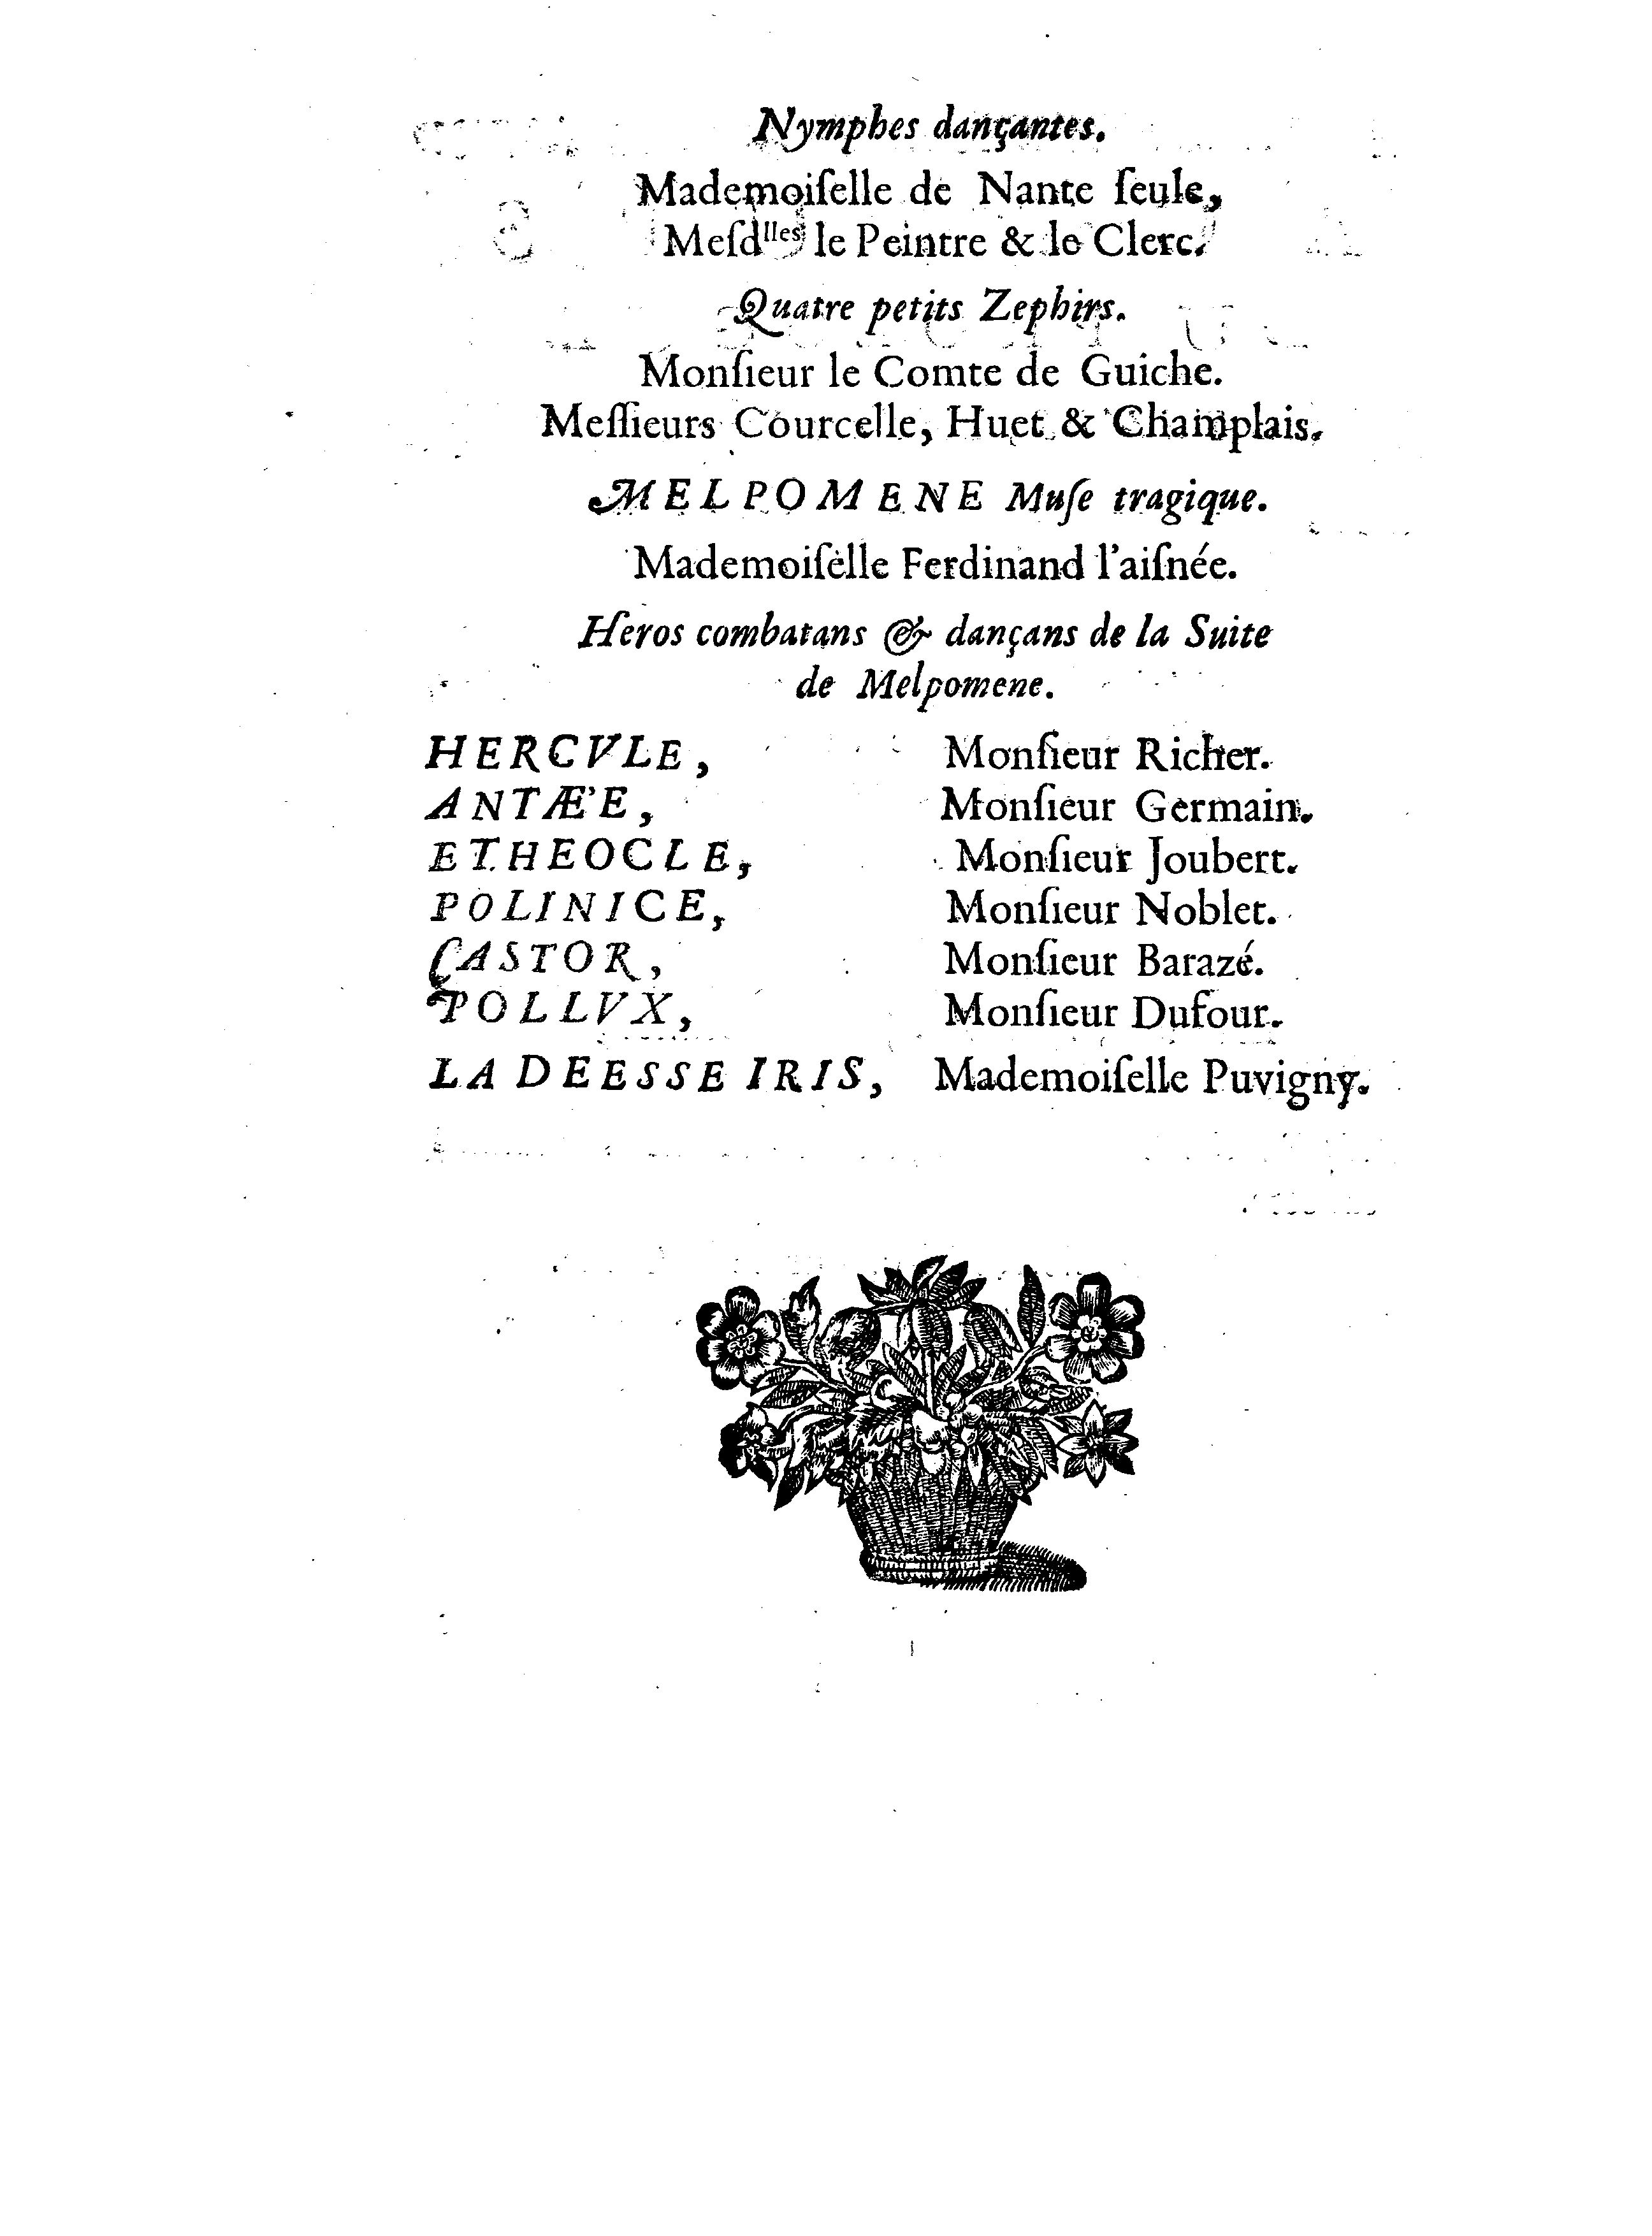 Nymphes dançantes.
Mademoiſelle de Nante ſeule,
Meſdlles le Peintre & le Clerc.
Quatre petits Zephirs.
Monſieur le Comte de Guiche.
Meſſieurs Courcelle, Huet & Champlais.
MELPOMENE Muſe tragique.
Mademoiſelle Ferdinand l'aiſnée.
Heros combatans & dançans de la Suite
de Melpomene.
HERCVLE, Monſieur Richer.
ANTÆ'E, Monſieur Germain.
ETHEOCLE, Monſieur Joubert.
POLINICE, Monſieur Noblet.
CASTOR, Monſieur Barazé.
POLLVX, Monſieur Dufour.
LA DEESSE IRIS, Mademoiſelle Puvigny.